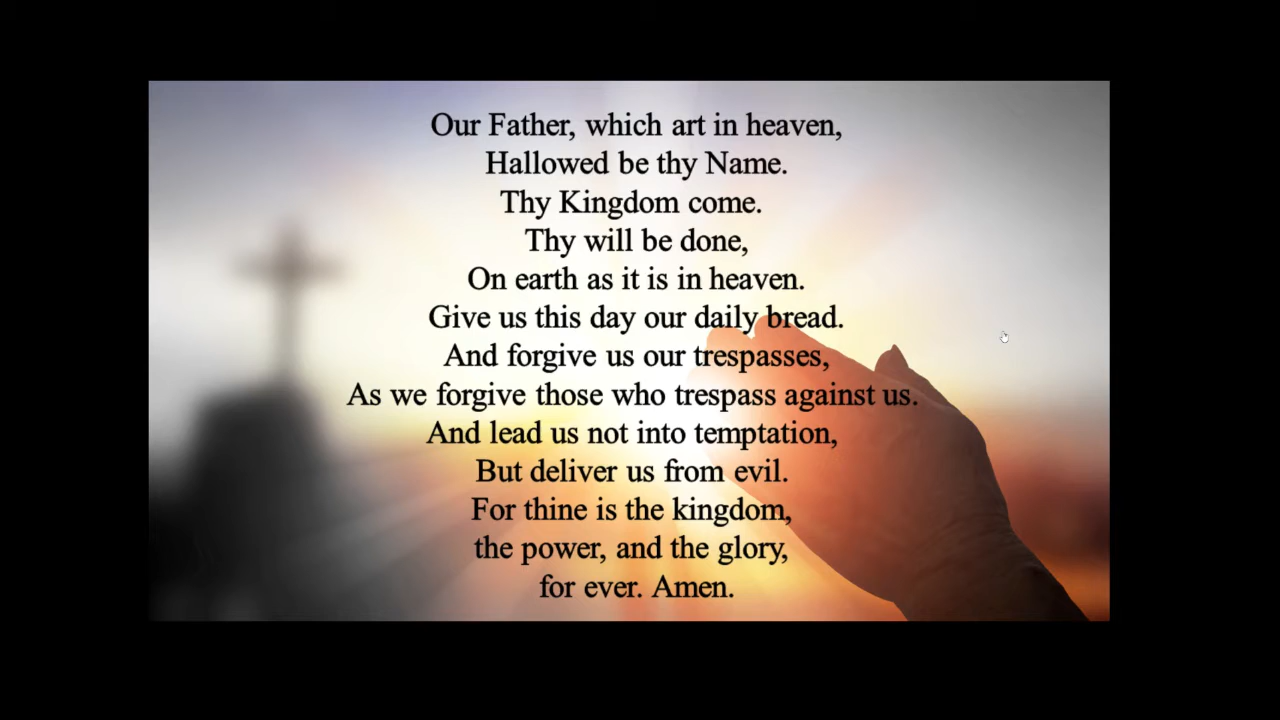 Our Father, which art in heaven,
Hallowed be thy Name.
Thy Kingdom come.
Thy will be done,
On earth as it is in heaven.
Give us this day our daily bread.
And forgive us our trespasses,
As we forgive those who trespass against us.
And lead us not into temptation,
But deliver us from evil.
For thine is the kingdom,
the power, and the glory,
for ever. Amen.